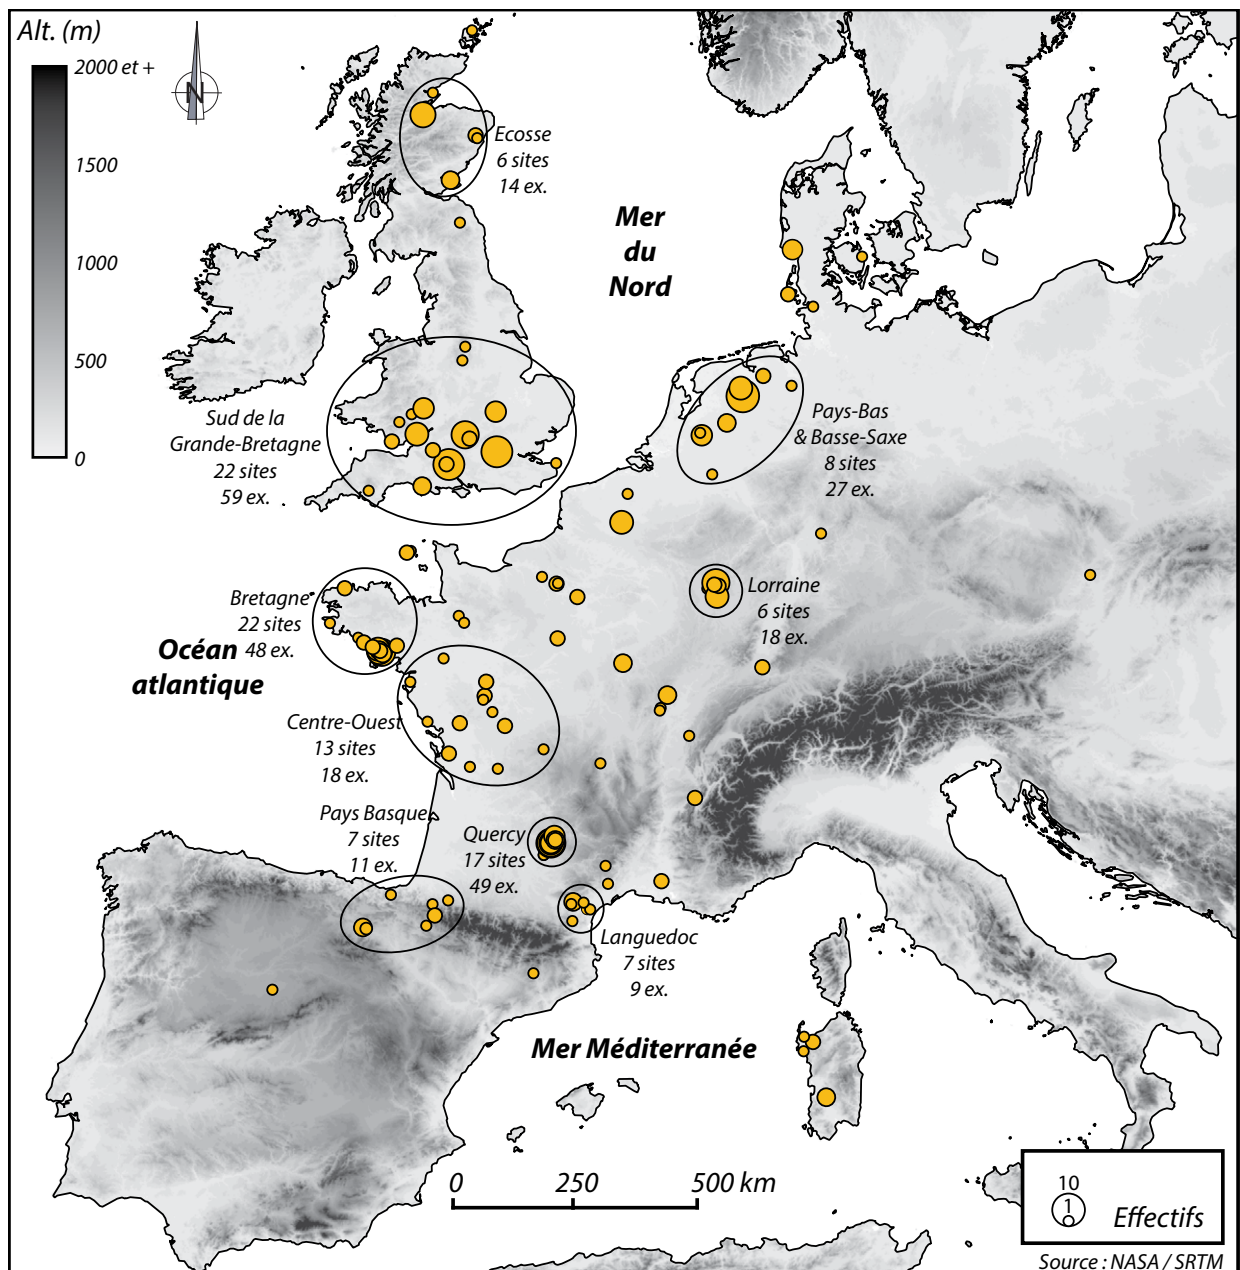 Alt. (m)
2000 et +
1500
1000
500
0
N
Ecosse
6 sites
14 ex.
Mer
du
Nord
Sud de la
Grande-Bretagne
22 sites
59 ex.
Pays-Bas
& Basse-Saxe
8 sites
27 ex.
Bretagne
22 sites
48 ex.
Lorraine
6 sites
18 ex.
Océan
atlantique
Centre-Ouest
13 sites
18 ex.
Pays Basque
7 sites
11 ex.
Quercy
17 sites
49 ex.
Languedoc
7 sites
9 ex.
Mer Méditerranée
0 250 500 km
10
1
Effectifs
Source : NASA / SRTM